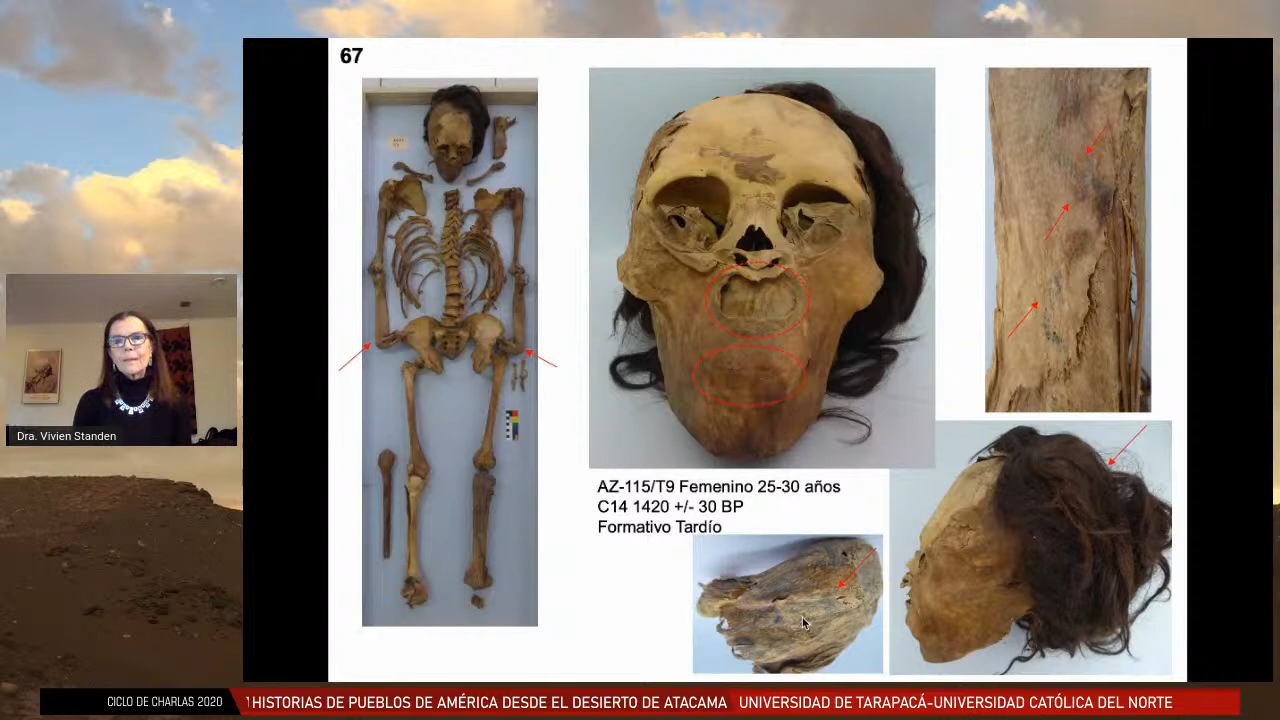 67
AZ-115/T9 Femenino 25-30 años
C14 1420 +/- 30 BP
Formativo Tardío
Dra. Vivien Standen
CICLO DE CHARLAS 2020
HISTORIAS DE PUEBLOS DE AMÉRICA DESDE EL DESIERTO DE ATACAMA
UNIVERSIDAD DE TARAPACÁ-UNIVERSIDAD CATÓLICA DEL NORTE